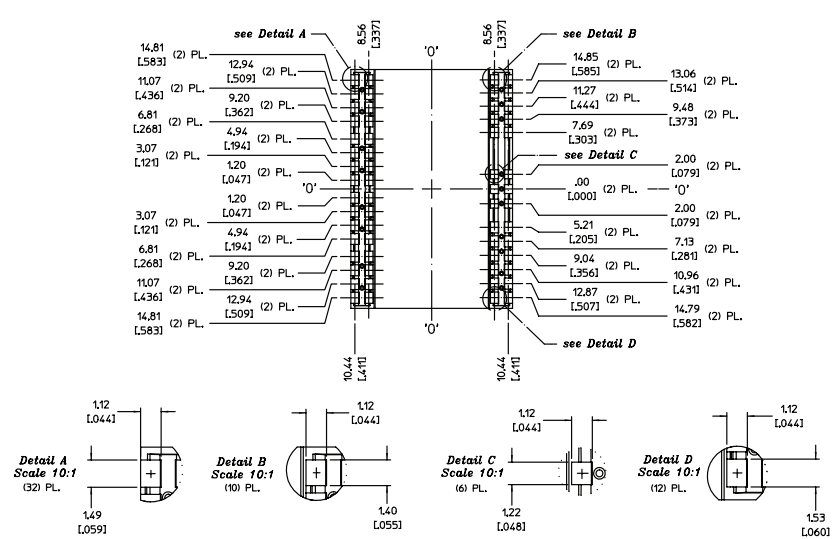 see Detail A
8.56
[.337]
'0'
8.56
[.337]
see Detail B
14.81
[.583] (2) PL.
12.94
[.509] (2) PL.
11.07
[.436] (2) PL.
9.20
[.362] (2) PL.
6.81
[.268] (2) PL.
4.94
[.194] (2) PL.
3.07
[.121] (2) PL.
1.20
[.047] (2) PL.
'0'
1.20
[.047] (2) PL.
3.07
[.121] (2) PL.
4.94
[.194] (2) PL.
6.81
[.268] (2) PL.
9.20
[.362] (2) PL.
11.07
[.436] (2) PL.
12.94
[.509] (2) PL.
14.81
[.583] (2) PL.
14.85
[.585] (2) PL.
13.06
[.514] (2) PL.
11.27
[.444] (2) PL.
9.48
[.373] (2) PL.
7.69
[.303] (2) PL.
see Detail C
2.00
[.079] (2) PL.
.00
[.000] (2) PL.
'0'
2.00
[.079] (2) PL.
5.21
[.205] (2) PL.
7.13
[.281] (2) PL.
9.04
[.356] (2) PL.
10.96
[.431] (2) PL.
12.87
[.507] (2) PL.
14.79
[.582] (2) PL.
see Detail D
'0'
10.44
[.411]
10.44
[.411]
1.12
[.044]
Detail A
Scale 10:1
(32) PL.
1.49
[.059]
1.12
[.044]
Detail B
Scale 10:1
(10) PL.
1.40
[.055]
1.12
[.044]
Detail C
Scale 10:1
(6) PL.
1.22
[.048]
1.12
[.044]
Detail D
Scale 10:1
(12) PL.
1.53
[.060]